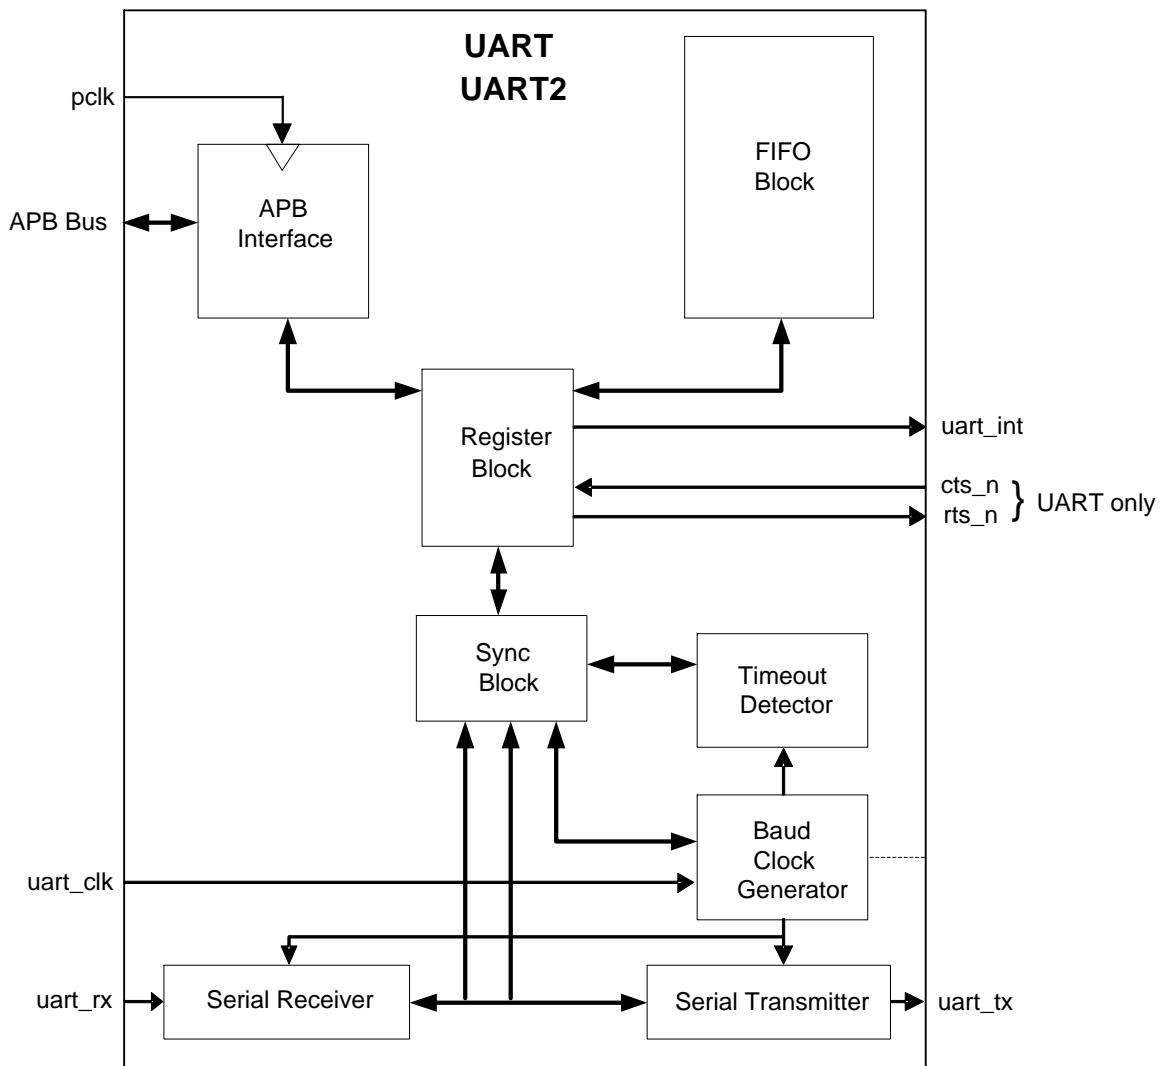 UART
UART2
pclk
FIFO
Block
APB
Interface
APB Bus
Register
Block
uart_int
cts_n
rts_n
} UART only
Sync
Block
Timeout
Detector
Baud
Clock
Generator
uart_clk
uart_rx
Serial Receiver
Serial Transmitter
uart_tx